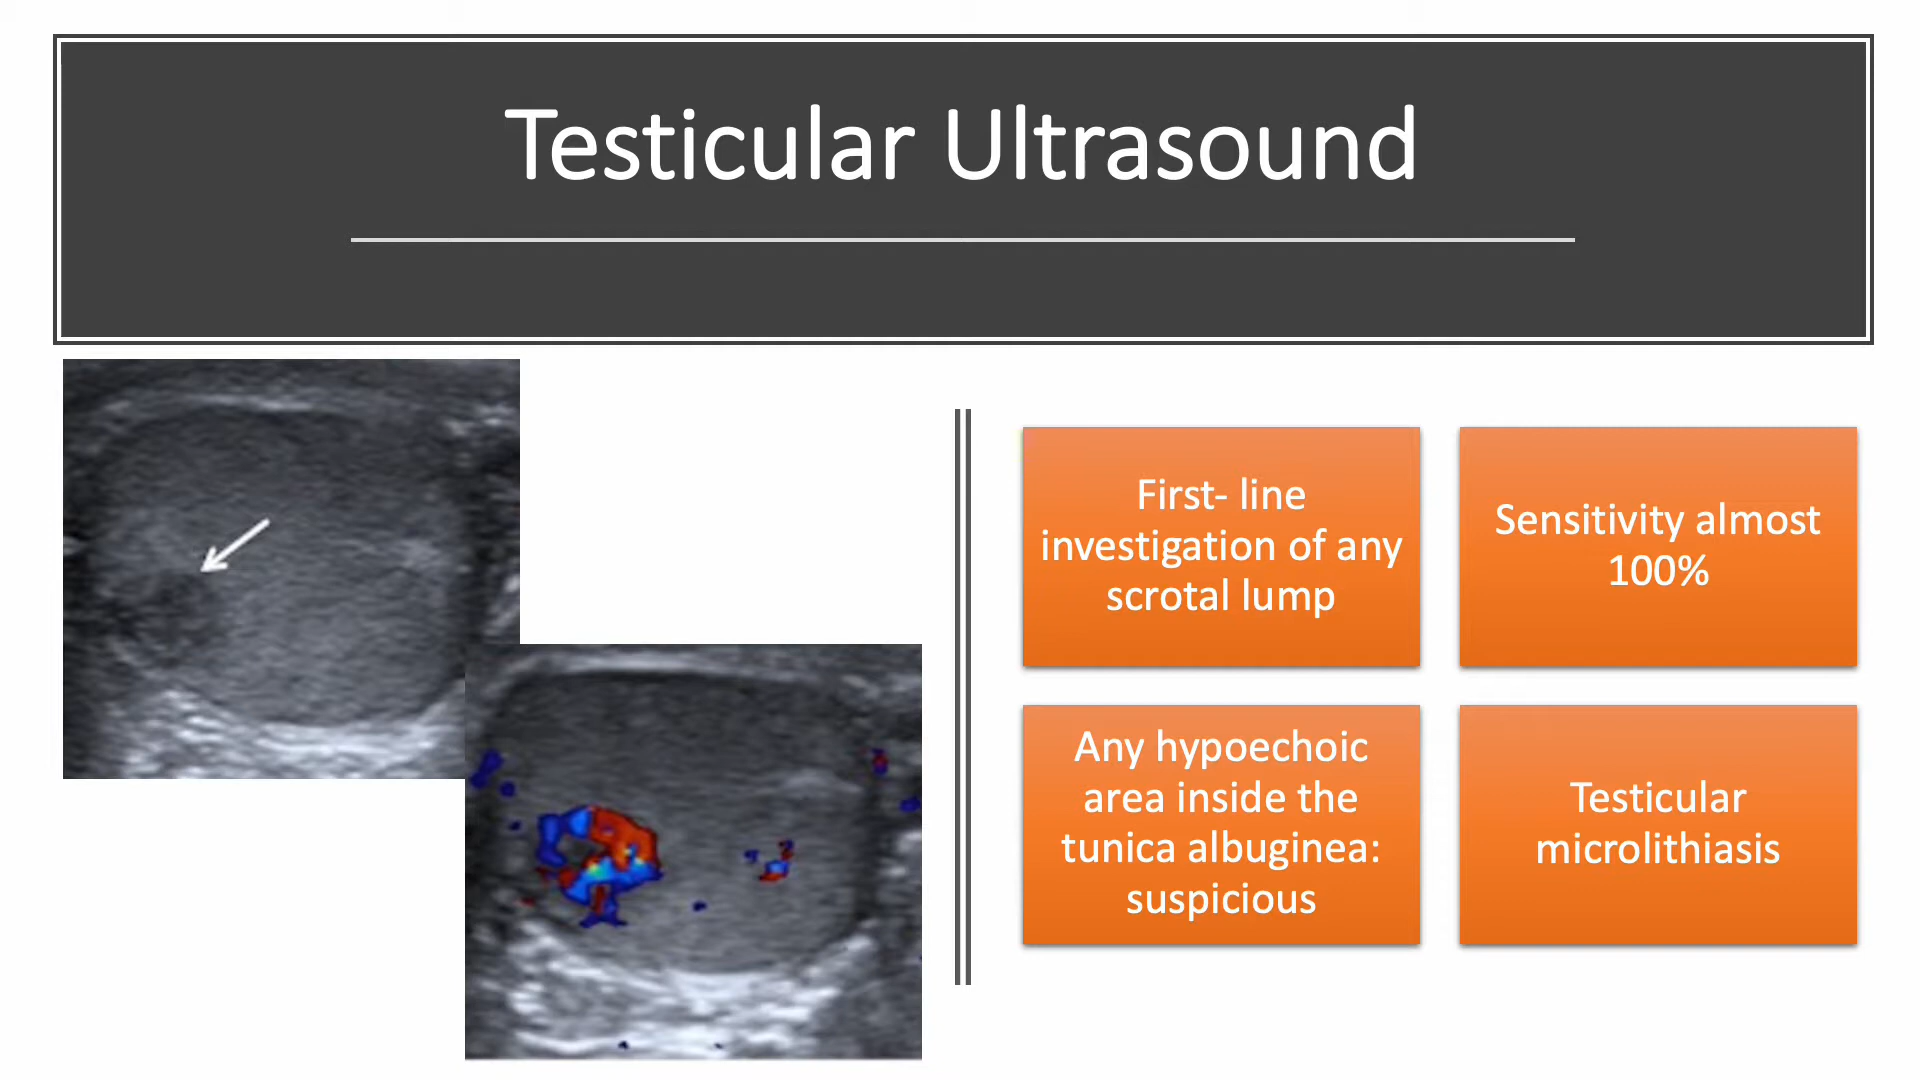 Testicular Ultrasound
First- line
investigation of any
scrotal lump
Sensitivity almost
100%
Any hypoechoic
area inside the
tunica albuginea:
suspicious
Testicular
microlithiasis